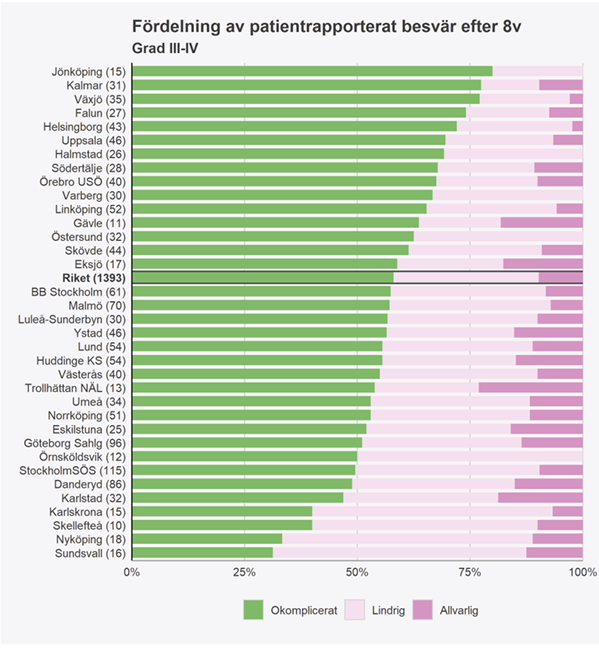 Fördelning av patientrapporterat besvär efter 8v
Grad III-IV
Jönköping (15)
Kalmar (31)
Växjö (35)
Falun (27)
Helsingborg (43)
Uppsala (46)
Halmstad (26)
Södertälje (28)
Örebro USÖ (40)
Varberg (30)
Linköping (52)
Gävle (11)
Östersund (32)
Skövde (44)
Eksjö (17)
Riket (1393)
BB Stockholm (61)
Malmö (70)
Luleå-Sunderbyn (30)
Ystad (46)
Lund (54)
Huddinge KS (54)
Västerås (40)
Trollhättan NÄL (13)
Umeå (34)
Norrköping (51)
Eskilstuna (25)
Göteborg Sahlg (96)
Örnsköldsvik (12)
StockholmSÖS (115)
Danderyd (86)
Karlstad (32)
Karlskrona (15)
Skellefteå (10)
Nyköping (18)
Sundsvall (16)
0% 25% 50% 75% 100%
Okomplicerat Lindrig Allvarlig